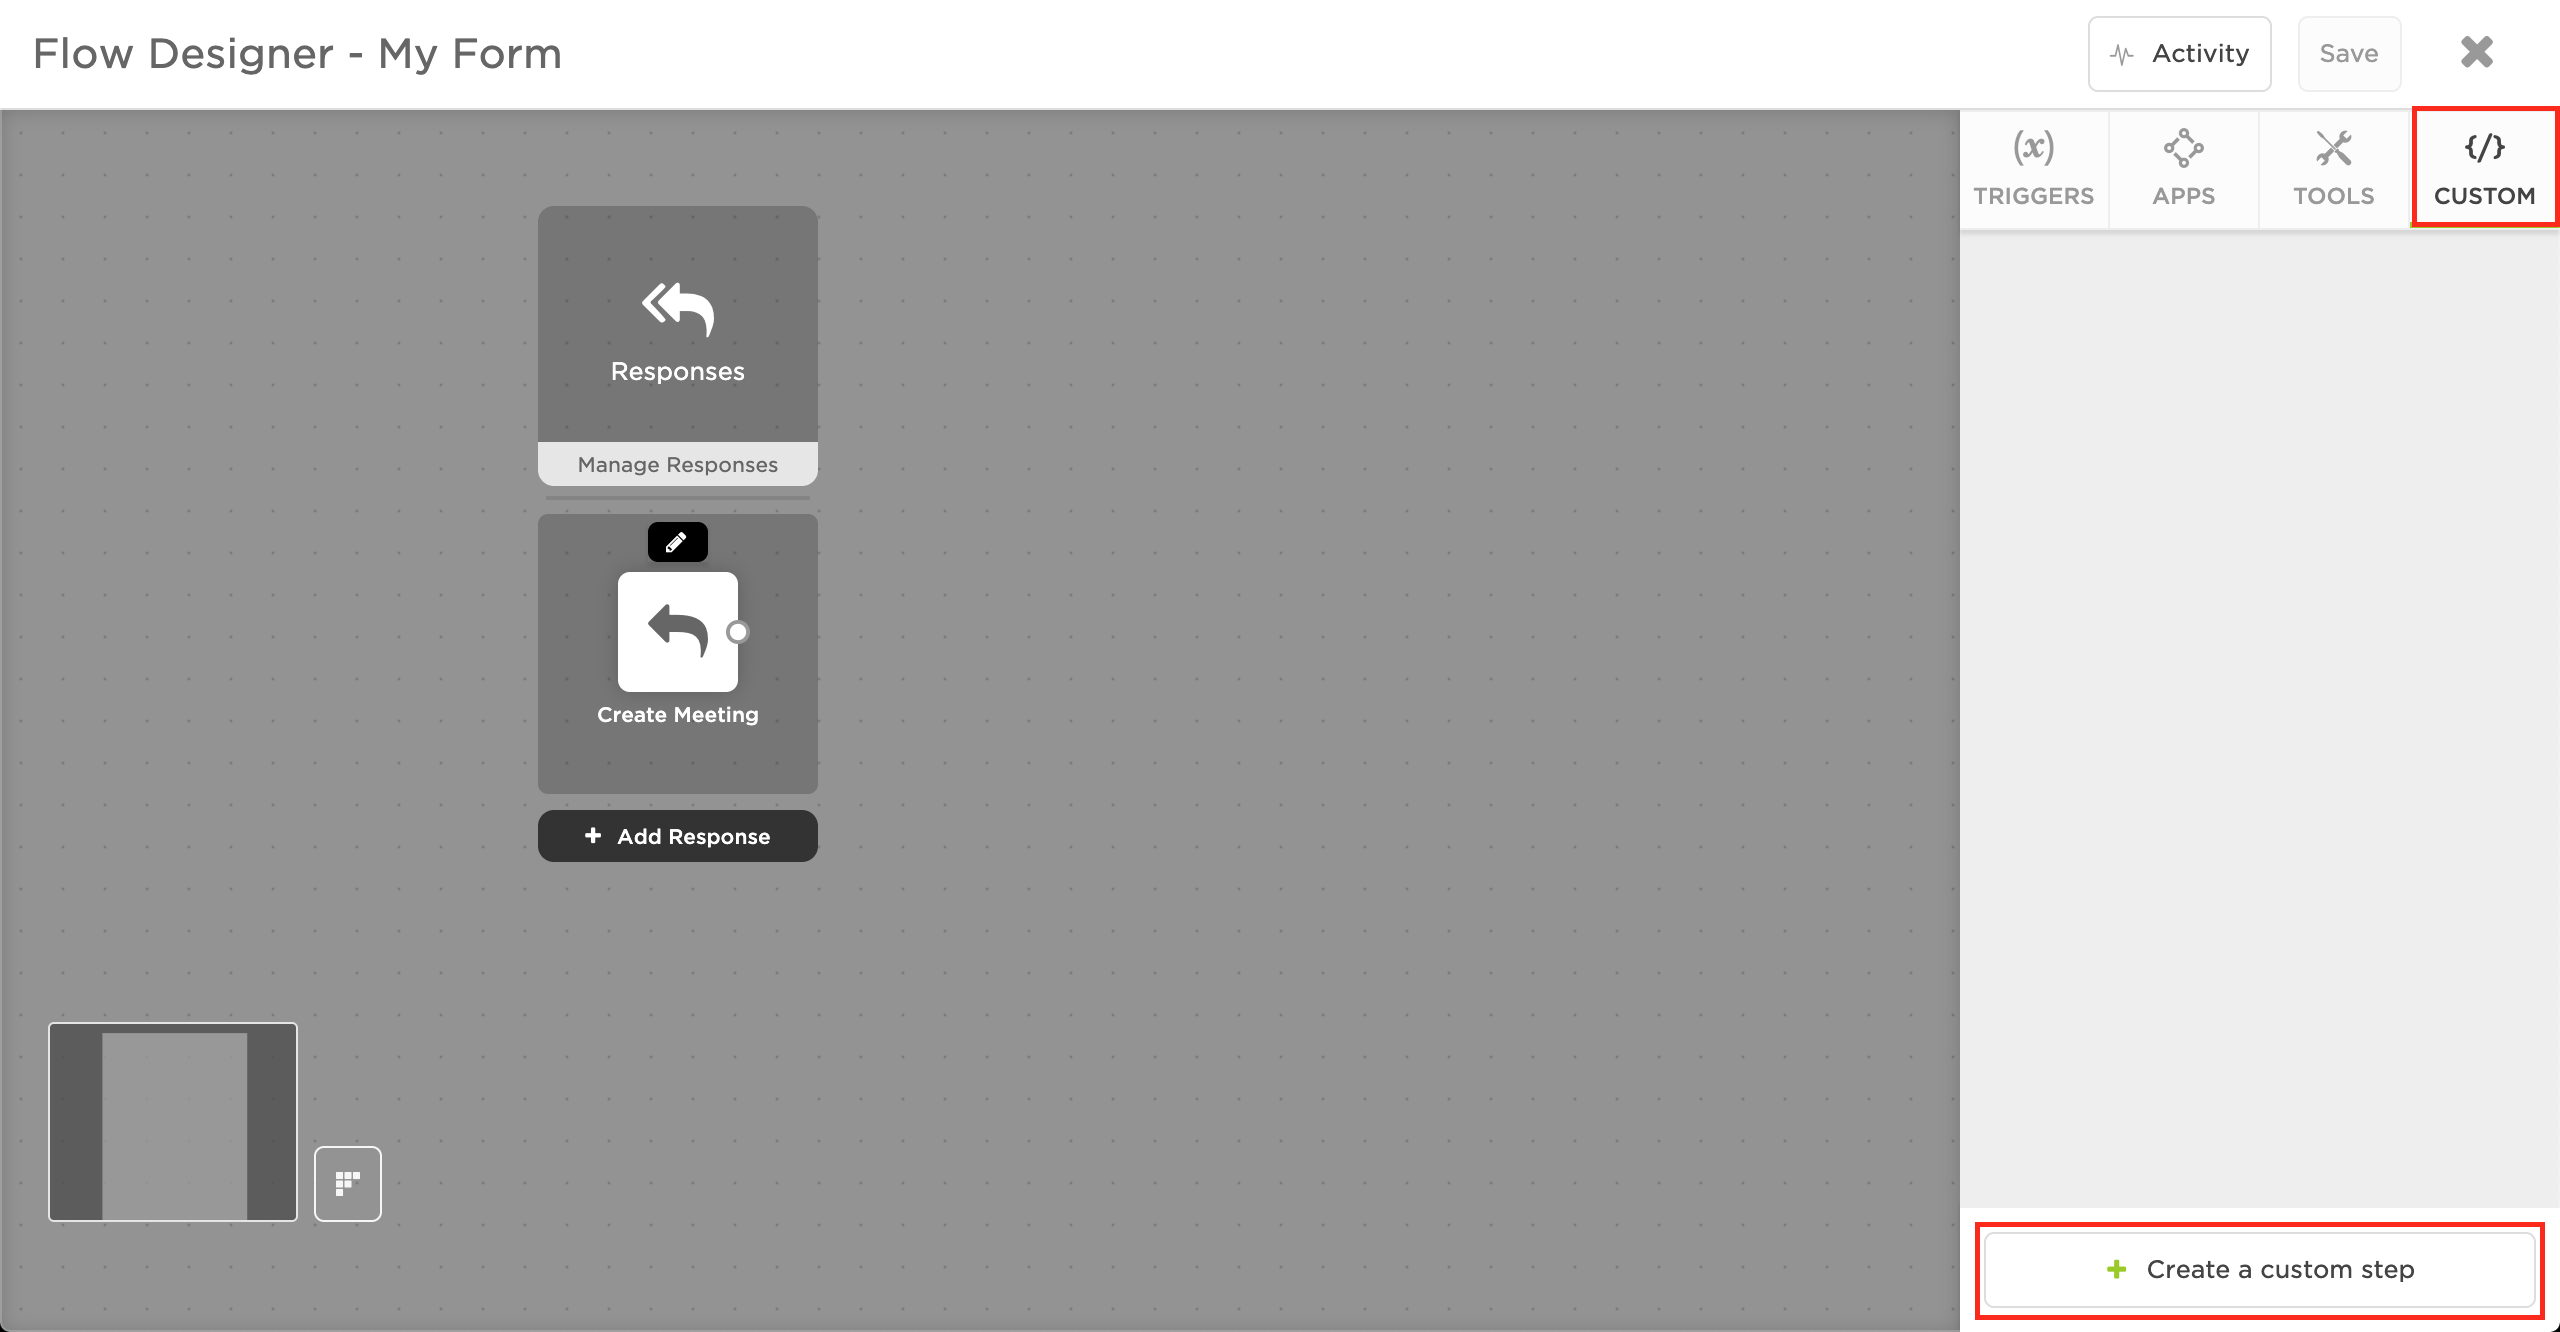 Flow Designer - My Form
Activity
Save
(x)
TRIGGERS
APPS
TOOLS
{/}
CUSTOM
Responses
Manage Responses
Create Meeting
+ Add Response
+ Create a custom step